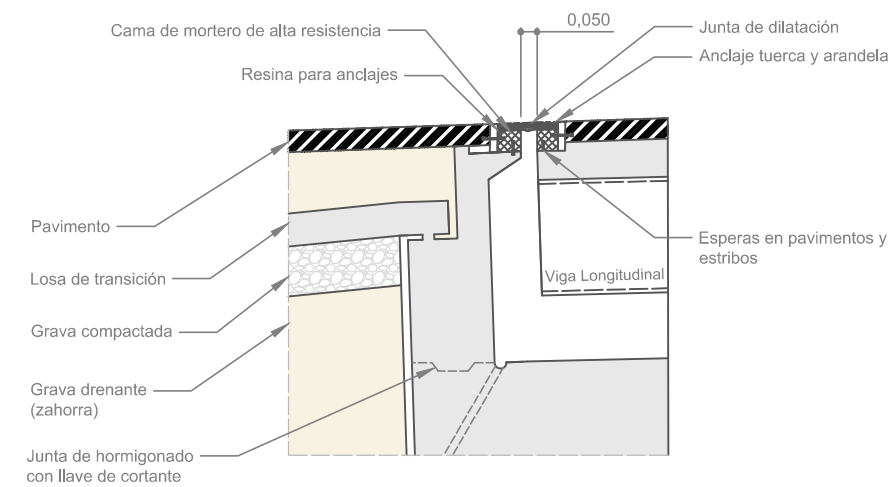 0,050
Cama de mortero de alta resistencia
Junta de dilatación
Anclaje tuerca y arandela
Resina para anclajes
Pavimento
Esperas en pavimentos y
estribos
Losa de transición
Viga Longitudinal
Grava compactada
Grava drenante
(zahorra)
Junta de hormigonado
con llave de cortante